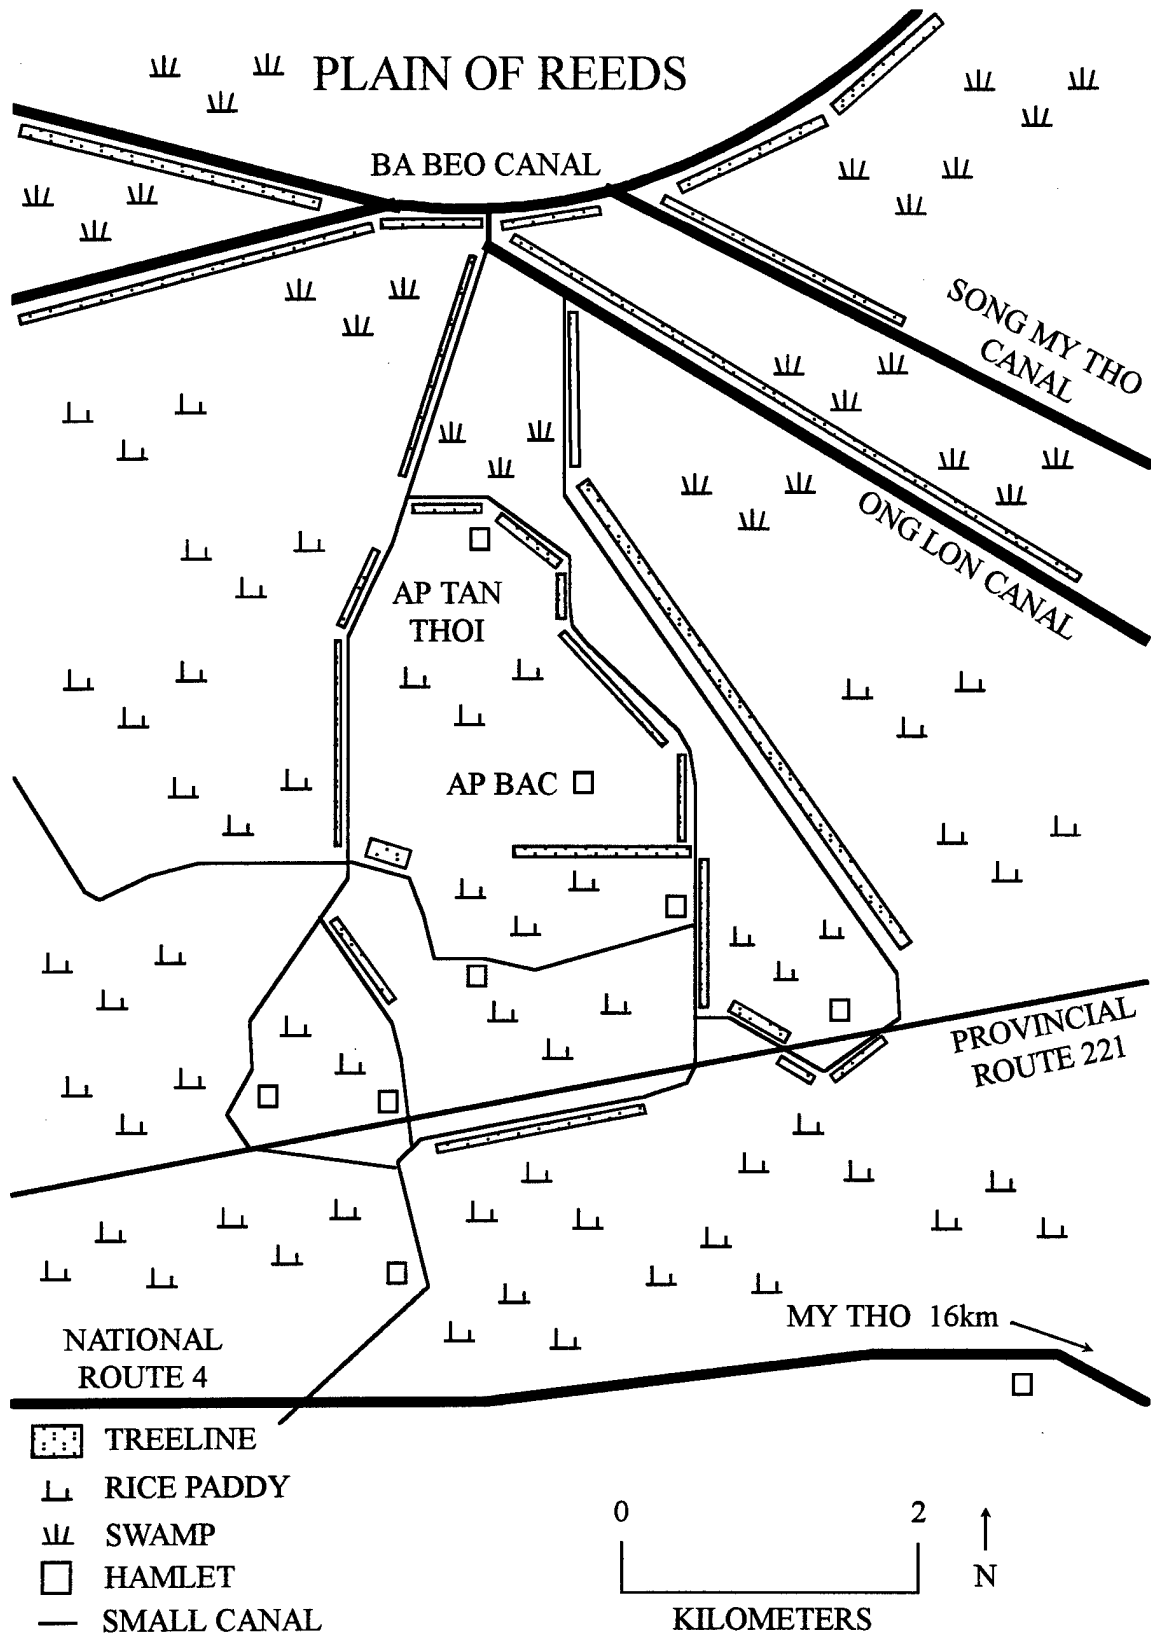 PLAIN OF REEDS
BA BEO CANAL
SONG MY THO
CANAL
ONG LON CANAL
AP TAN
THOI
AP BAC
PROVINCIAL
ROUTE 221
MY THO 16km
NATIONAL
ROUTE 4
TREELINE
RICE PADDY
SWAMP
HAMLET
SMALL CANAL
0 2
KILOMETERS
N